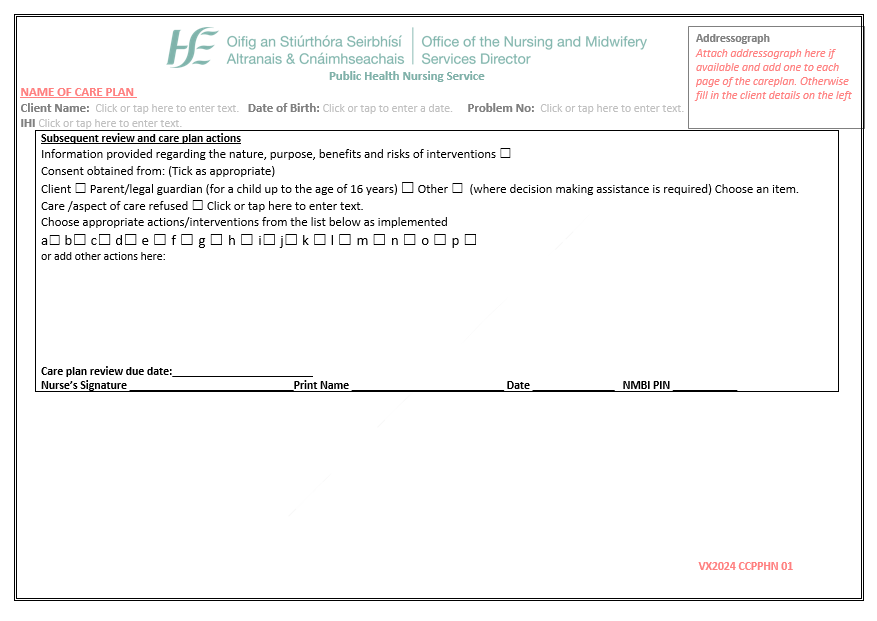 Oifig an Stiúrthóra Seirbhísí
Altranais & Cnáimhseachais
Office of the Nursing and Midwifery
Services Director
Public Health Nursing Service
Addressograph
Attach addressograph here if
available and add one to each
page of the careplan. Otherwise
fill in the client details on the left
NAME OF CARE PLAN
Client Name: Click or tap here to enter text. Date of Birth: Click or tap to enter a date. Problem No: Click or tap here to enter text.
IHI Click or tap here to enter text.
Subsequent review and care plan actions
Information provided regarding the nature, purpose, benefits and risks of interventions ☐
Consent obtained from: (Tick as appropriate)
Client ☐ Parent/legal guardian (for a child up to the age of 16 years) ☐ Other ☐ (where decision making assistance is required) Choose an item.
Care /aspect of care refused ☐ Click or tap here to enter text.
Choose appropriate actions/interventions from the list below as implemented
a☐ b☐ c☐ d☐ e ☐ f ☐ g ☐ h ☐ i☐ j☐ k ☐ l ☐ m ☐ n ☐ o ☐ p ☐
or add other actions here:
Care plan review due date:______________________
Nurse's Signature __________________________Print Name ________________________ Date _____________ NMBI PIN __________
VX2024 CCPPHN 01